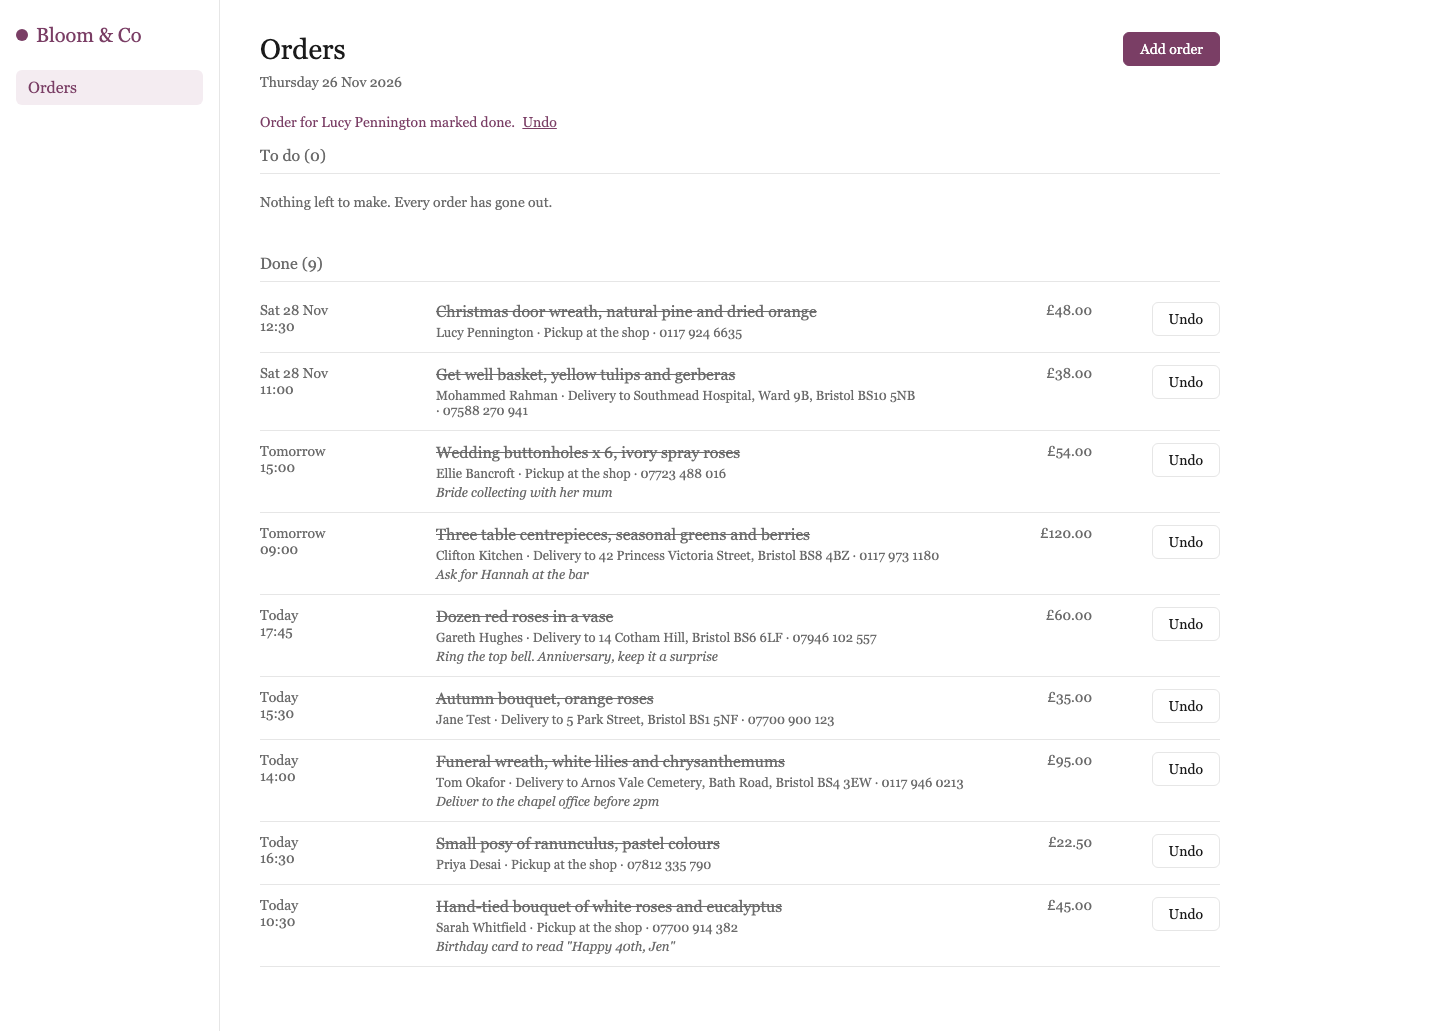 Bloom & Co
Orders
Orders
Add order
Thursday 26 Nov 2026
Order for Lucy Pennington marked done. Undo
To do (0)
Nothing left to make. Every order has gone out.
Done (9)
Sat 28 Nov
12:30
Christmas door wreath, natural pine and dried orange
Lucy Pennington · Pickup at the shop · 0117 924 6635
£48.00
Undo
Sat 28 Nov
11:00
Get well basket, yellow tulips and gerberas
Mohammed Rahman · Delivery to Southmead Hospital, Ward 9B, Bristol BS10 5NB
· 07588 270 941
£38.00
Undo
Tomorrow
15:00
Wedding buttonholes x 6, ivory spray roses
Ellie Bancroft · Pickup at the shop · 07723 488 016
Bride collecting with her mum
£54.00
Undo
Tomorrow
09:00
Three table centrepieces, seasonal greens and berries
Clifton Kitchen · Delivery to 42 Princess Victoria Street, Bristol BS8 4BZ · 0117 973 1180
Ask for Hannah at the bar
£120.00
Undo
Today
17:45
Dozen red roses in a vase
Gareth Hughes · Delivery to 14 Cotham Hill, Bristol BS6 6LF · 07946 102 557
Ring the top bell. Anniversary, keep it a surprise
£60.00
Undo
Today
15:30
Autumn bouquet, orange roses
Jane Test · Delivery to 5 Park Street, Bristol BS1 5NF · 07700 900 123
£35.00
Undo
Today
14:00
Funeral wreath, white lilies and chrysanthemums
Tom Okafor · Delivery to Arnos Vale Cemetery, Bath Road, Bristol BS4 3EW · 0117 946 0213
Deliver to the chapel office before 2pm
£95.00
Undo
Today
16:30
Small posy of ranunculus, pastel colours
Priya Desai · Pickup at the shop · 07812 335 790
£22.50
Undo
Today
10:30
Hand-tied bouquet of white roses and eucalyptus
Sarah Whitfield · Pickup at the shop · 07700 914 382
Birthday card to read "Happy 40th, Jen"
£45.00
Undo